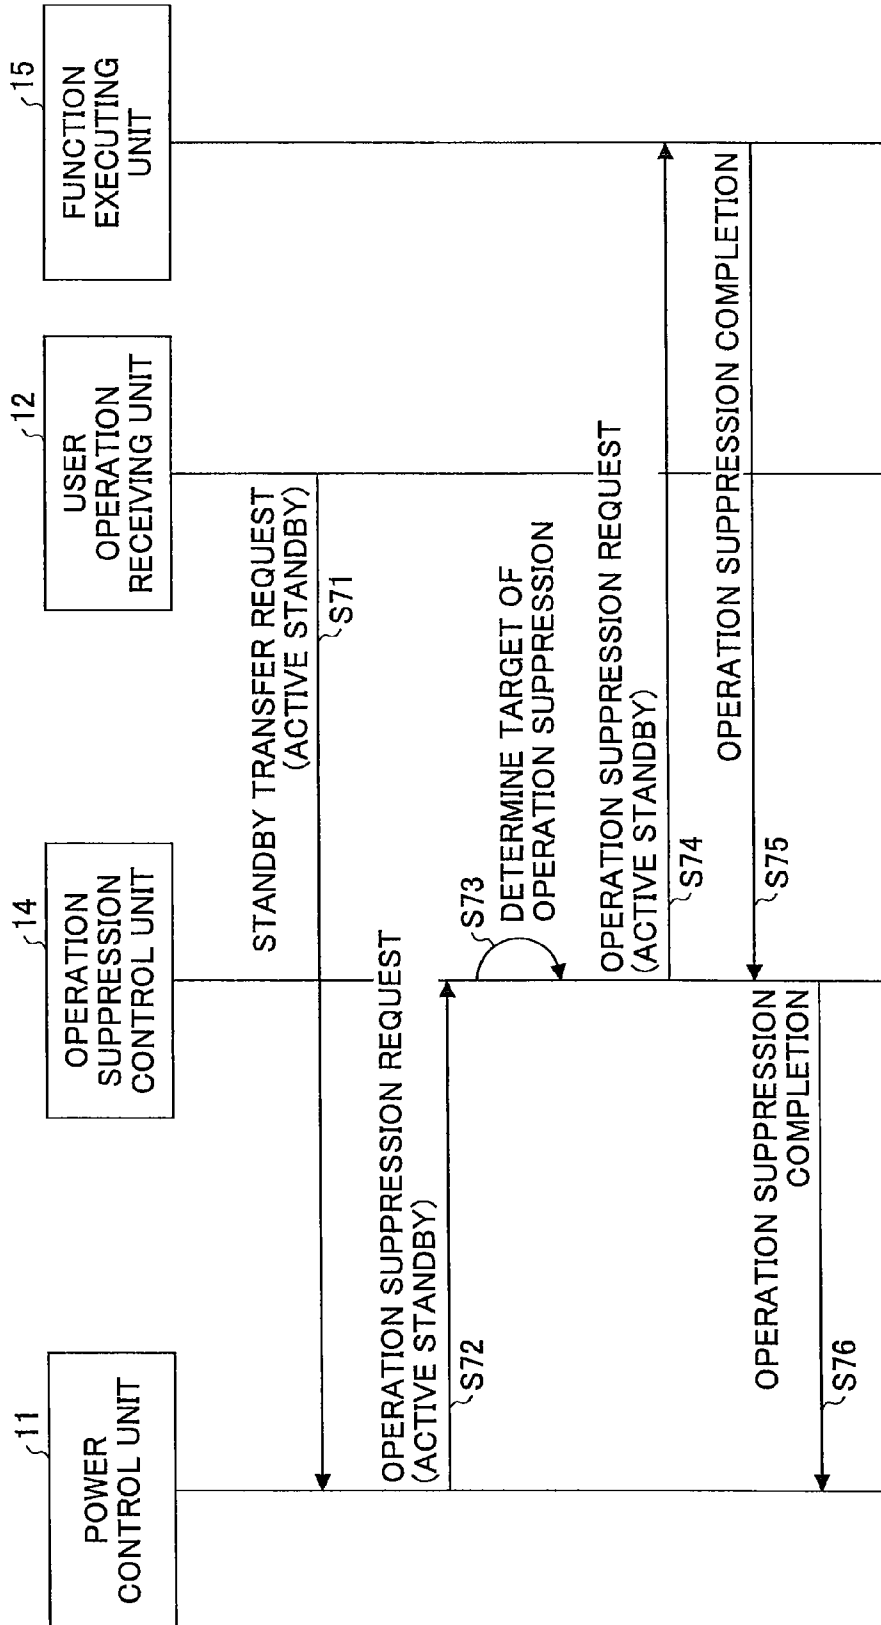 11
POWER
CONTROL UNIT
14
OPERATION
SUPPRESSION
CONTROL UNIT
12
USER
OPERATION
RECEIVING UNIT
15
FUNCTION
EXECUTING
UNIT
STANDBY TRANSFER REQUEST
(ACTIVE STANDBY)
S71
OPERATION SUPPRESSION REQUEST
(ACTIVE STANDBY)
S72
S73
DETERMINE TARGET OF
OPERATION SUPPRESSION
OPERATION SUPPRESSION REQUEST
(ACTIVE STANDBY)
S74
OPERATION SUPPRESSION COMPLETION
S75
OPERATION SUPPRESSION
COMPLETION
S76